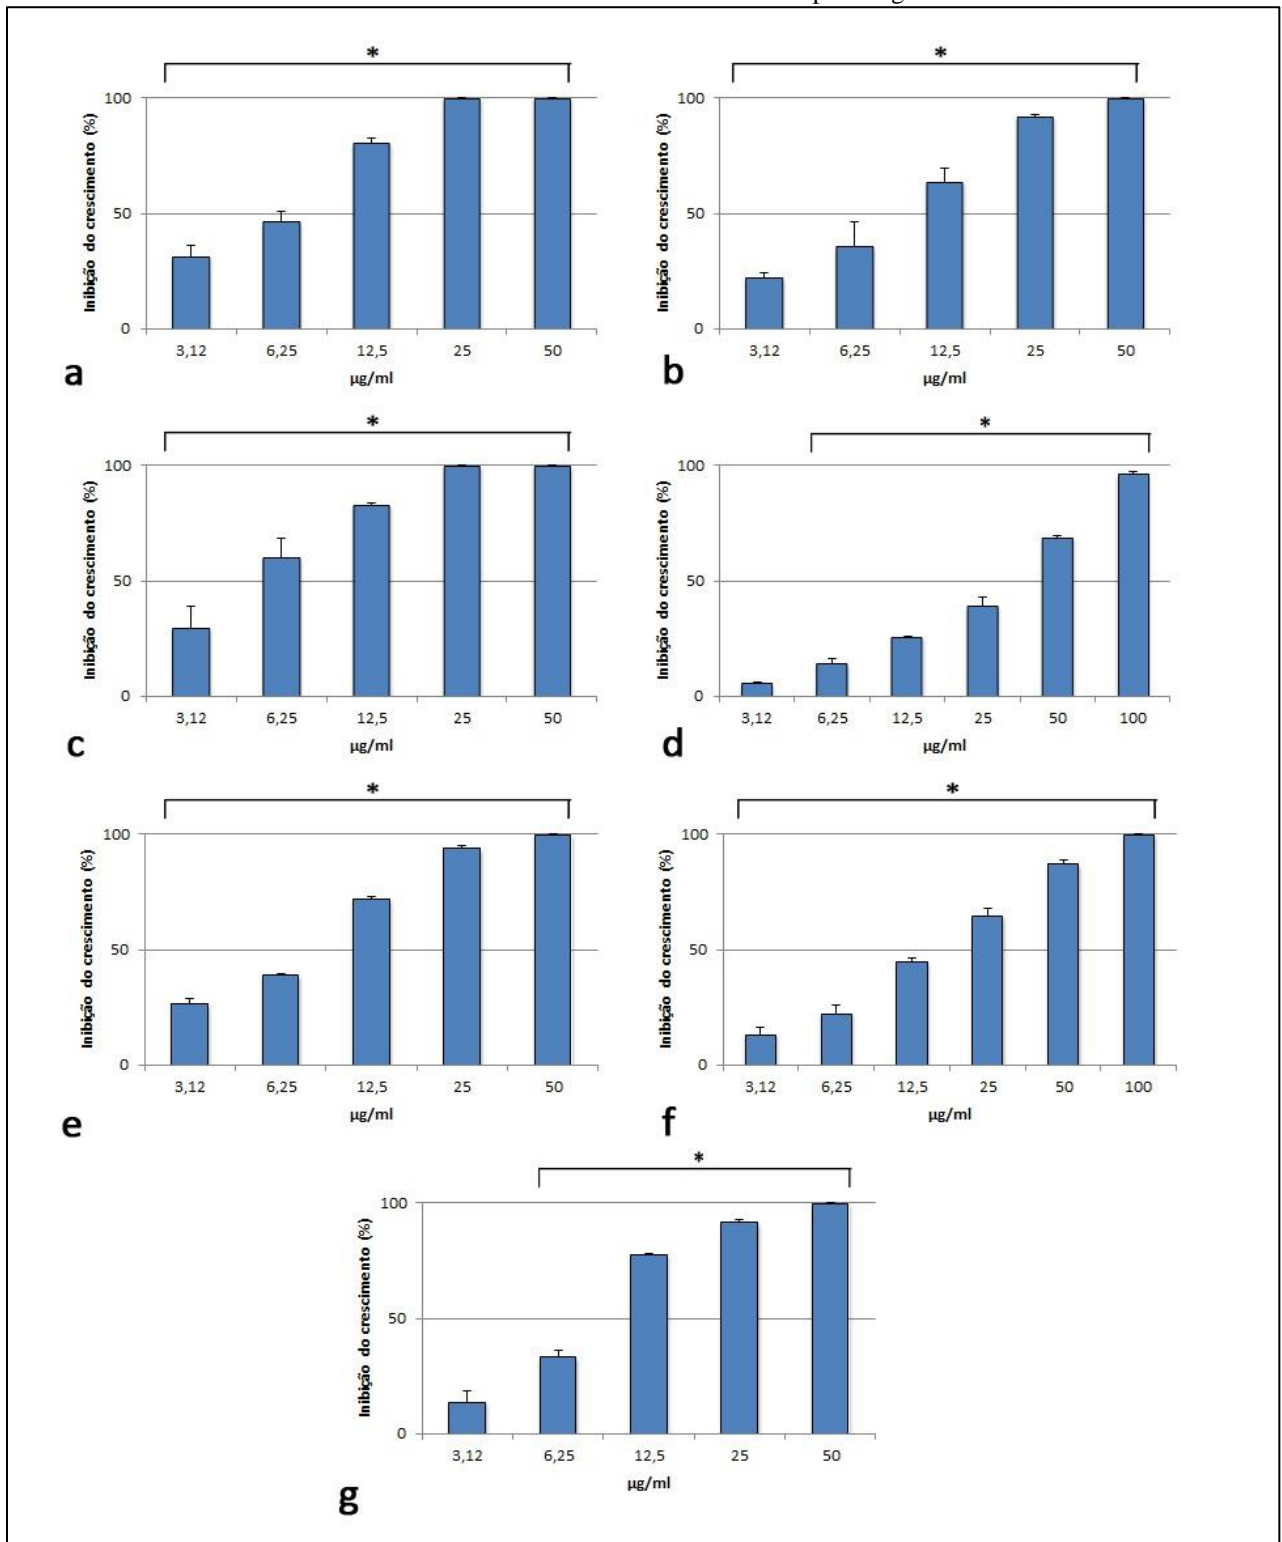 *
Inibição do crescimento (%)
100
50
0
3,12 6,25 12,5 25 50
µg/ml
a
*
Inibição do crescimento (%)
100
50
0
3,12 6,25 12,5 25 50
µg/ml
b
*
Inibição do crescimento (%)
100
50
0
3,12 6,25 12,5 25 50
µg/ml
c
*
Inibição do crescimento (%)
100
50
0
3,12 6,25 12,5 25 50 100
µg/ml
d
*
Inibição do crescimento (%)
100
50
0
3,12 6,25 12,5 25 50
µg/ml
e
*
Inibição do crescimento (%)
100
50
0
3,12 6,25 12,5 25 50 100
µg/ml
f
*
Inibição do crescimento (%)
100
50
0
3,12 6,25 12,5 25 50
µg/ml
g